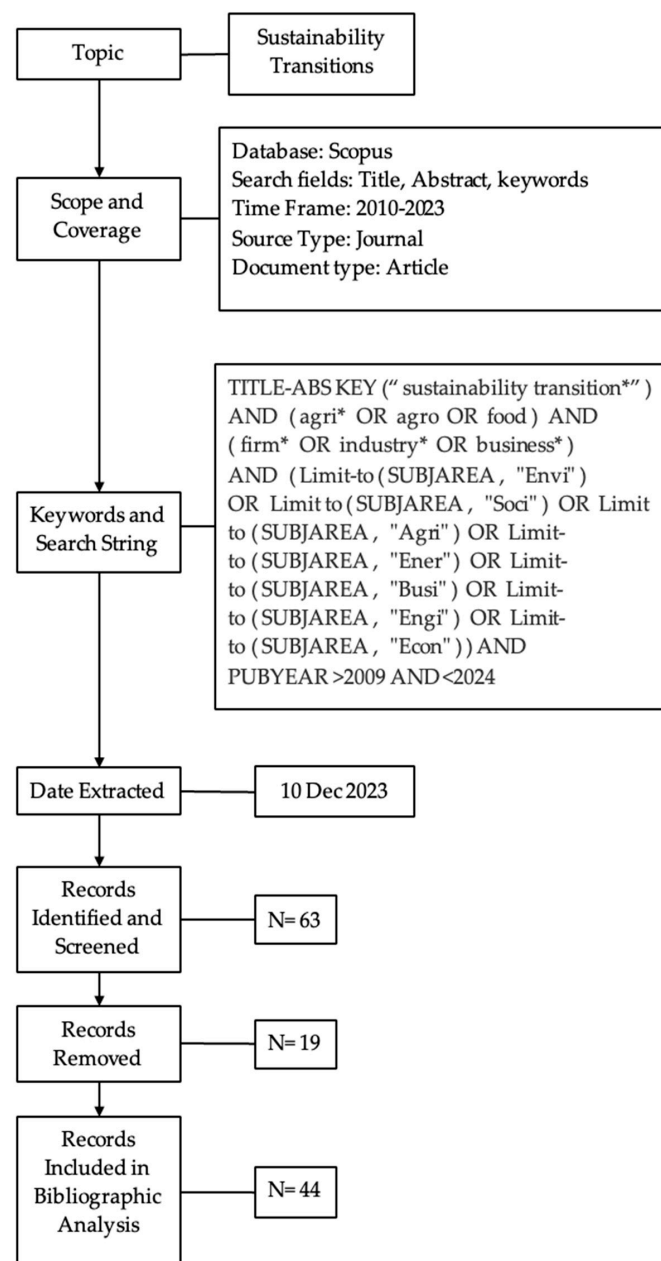 Topic
Sustainability
Transitions
Scope and
Coverage
Database: Scopus
Search fields: Title, Abstract, keywords
Time Frame: 2010-2023
Source Type: Journal
Document type: Article
Keywords and
Search String
TITLE-ABS KEY (“ sustainability transition*” )
AND ( agri* OR agro OR food ) AND
( firm* OR industry* OR business* )
AND ( Limit-to ( SUBJAREA , "Envi" )
OR Limit to ( SUBJAREA , "Soci" ) OR Limit
to ( SUBJAREA , "Agri" ) OR Limit-
to ( SUBJAREA , "Ener" ) OR Limit-
to ( SUBJAREA , "Busi" ) OR Limit-
to ( SUBJAREA , "Engi" ) OR Limit-
to ( SUBJAREA , "Econ" ) ) AND
PUBYEAR >2009 AND <2024
Date Extracted
10 Dec 2023
Records
Identified and
Screened
N= 63
Records
Removed
N= 19
Records
Included in
Bibliographic
Analysis
N= 44